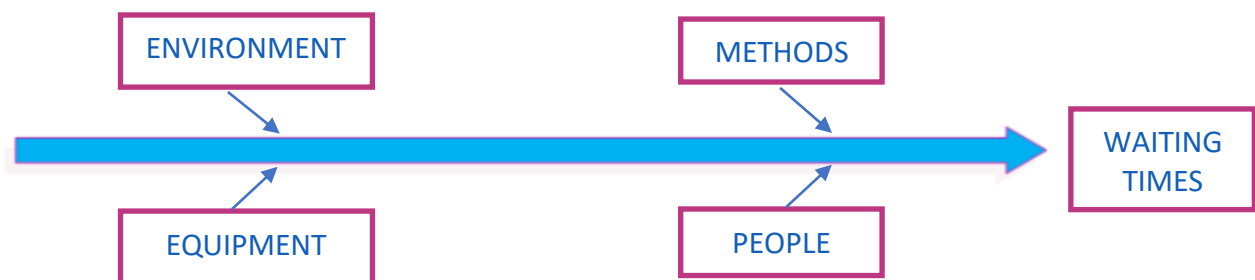 ENVIRONMENT
METHODS
WAITING
TIMES
EQUIPMENT
PEOPLE